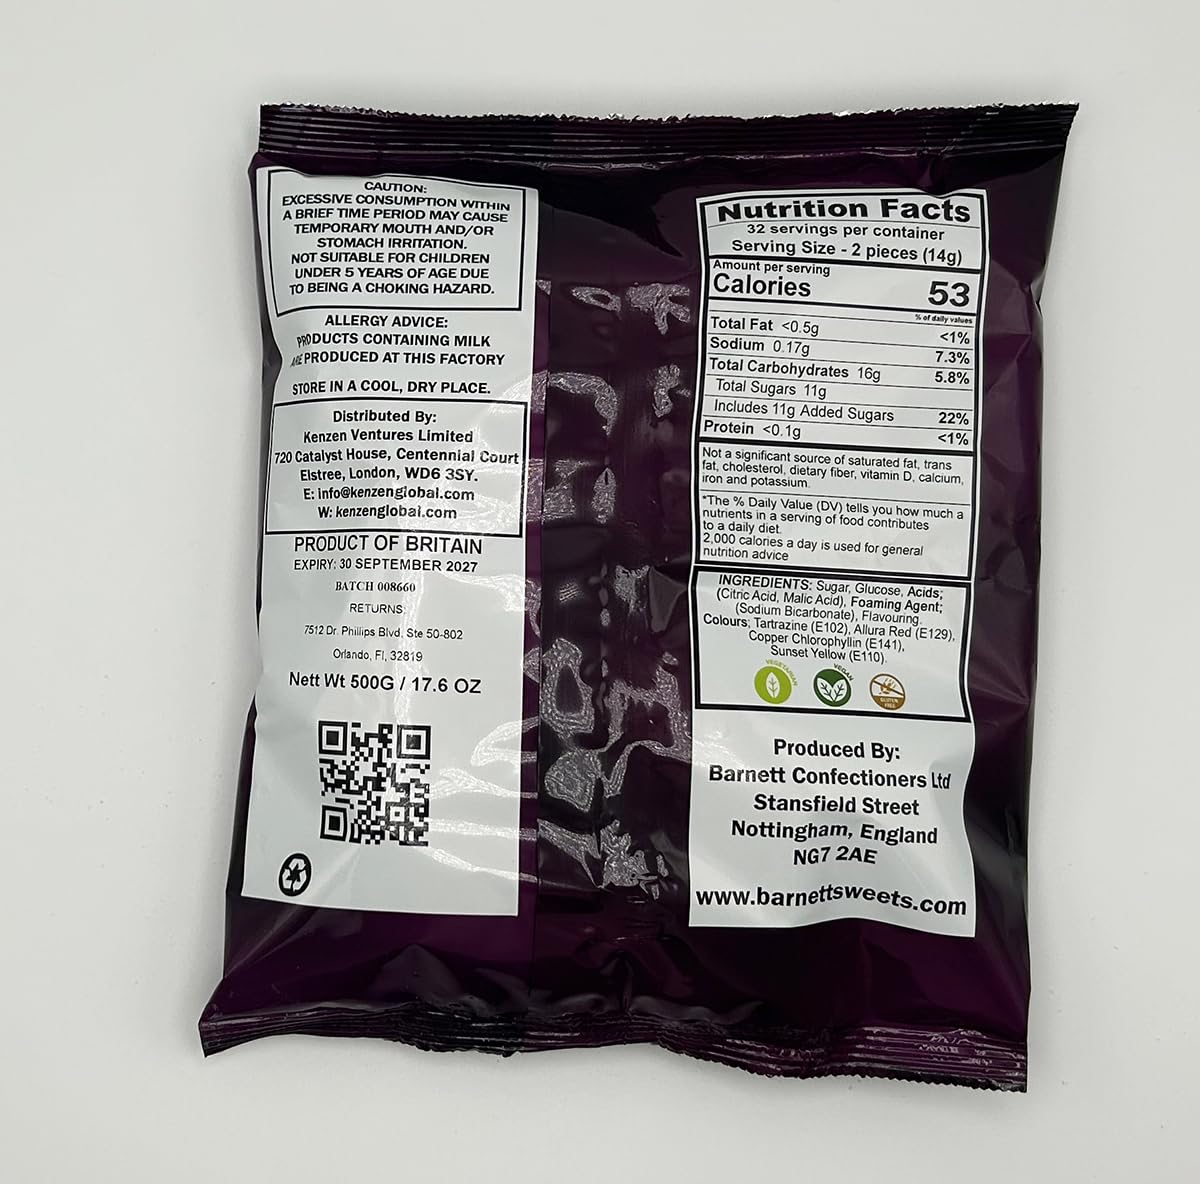 CAUTION:
EXCESSIVE CONSUMPTION WITHIN
A BRIEF TIME PERIOD MAY CAUSE
TEMPORARY MOUTH AND/OR
STOMACH IRRITATION.
NOT SUITABLE FOR CHILDREN
UNDER 5 YEARS OF AGE DUE
TO BEING A CHOKING HAZARD.
ALLERGY ADVICE:
PRODUCTS CONTAINING MILK
ARE PRODUCED AT THIS FACTORY
STORE IN A COOL, DRY PLACE.
Distributed By:
Kenzen Ventures Limited
720 Catalyst House, Centennial Court
Elstree, London, WD6 3SY.
E: info@kenzenglobal.com
W: kenzenglobal.com
PRODUCT OF BRITAIN
EXPIRY: 30 SEPTEMBER 2027
BATCH 008660
RETURNS:
7512 Dr. Phillips Blvd, Ste 50-802
Orlando, Fl, 32819
Nett Wt 500G / 17.6 OZ
Nutrition Facts
32 servings per container
Serving Size - 2 pieces (14g)
Amount per serving
Calories 53
% of daily values
Total Fat <0.5g <1%
Sodium 0.17g 7.3%
Total Carbohydrates 16g 5.8%
Total Sugars 11g
Includes 11g Added Sugars 22%
Protein <0.1g <1%
Not a significant source of saturated fat, trans
fat, cholesterol, dietary fiber, vitamin D, calcium,
iron and potassium.
*The % Daily Value (DV) tells you how much a
nutrients in a serving of food contributes
to a daily diet.
2,000 calories a day is used for general
nutrition advice
INGREDIENTS: Sugar, Glucose, Acids;
(Citric Acid, Malic Acid), Foaming Agent;
(Sodium Bicarbonate), Flavouring.
Colours; Tartrazine (E102), Allura Red (E129),
Copper Chlorophyllin (E141),
Sunset Yellow (E110).
VEGETARIAN
VEGAN
GLUTEN
FREE
Produced By:
Barnett Confectioners Ltd
Stansfield Street
Nottingham, England
NG7 2AE
www.barnettsweets.com